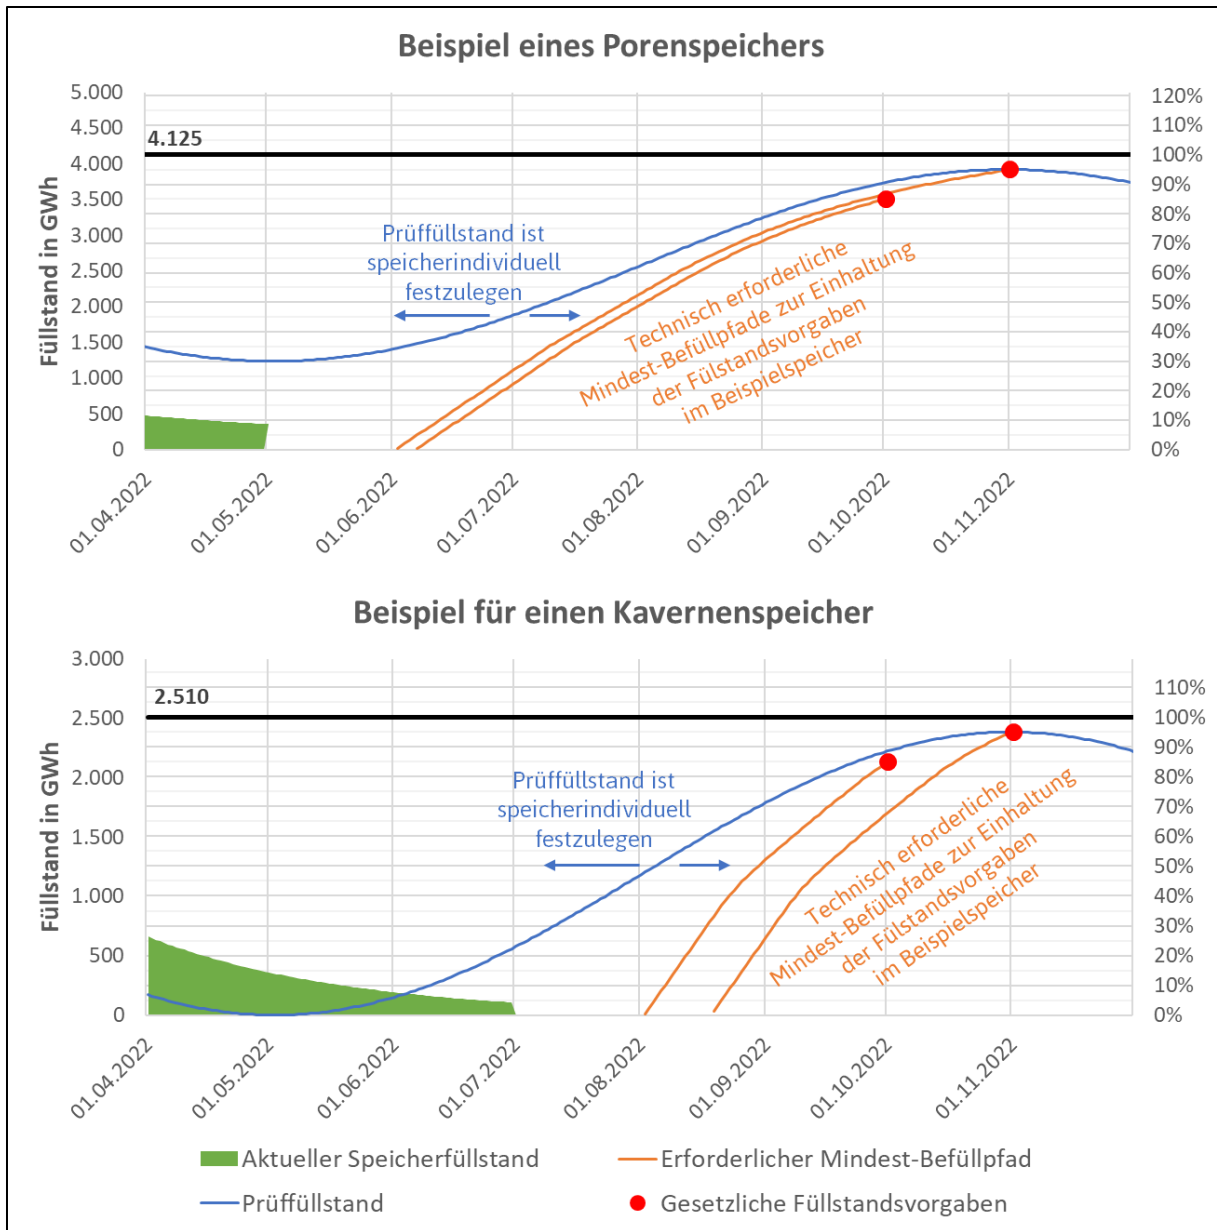 Beispiel eines Porenspeichers
Füllstand in GWh
5.000
4.500
4.000
3.500
3.000
2.500
2.000
1.500
1.000
500
0
4.125
Prüffüllstand ist
speicherindividuell
festzulegen
Technisch erforderliche
Mindest-Befüllpfade zur Einhaltung
der Fülstandsvorgaben
im Beispielspeicher
120%
110%
100%
90%
80%
70%
60%
50%
40%
30%
20%
10%
0%
01.04.2022
01.05.2022
01.06.2022
01.07.2022
01.08.2022
01.09.2022
01.10.2022
01.11.2022
Beispiel für einen Kavernenspeicher
Füllstand in GWh
3.000
2.500
2.000
1.500
1.000
500
0
2.510
Prüffüllstand ist
speicherindividuell
festzulegen
Technisch erforderliche
Mindest-Befüllpfade zur Einhaltung
der Fülstandsvorgaben
im Beispielspeicher
110%
100%
90%
80%
70%
60%
50%
40%
30%
20%
10%
0%
01.04.2022
01.05.2022
01.06.2022
01.07.2022
01.08.2022
01.09.2022
01.10.2022
01.11.2022
Aktueller Speicherfüllstand
Erforderlicher Mindest-Befüllpfad
Prüffüllstand
Gesetzliche Füllstandsvorgaben